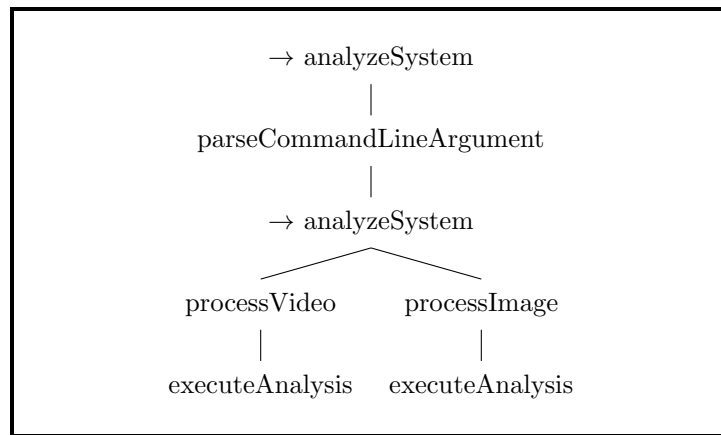 → analyzeSystem
parseCommandLineArgument
→ analyzeSystem
processVideo processImage
executeAnalysis executeAnalysis